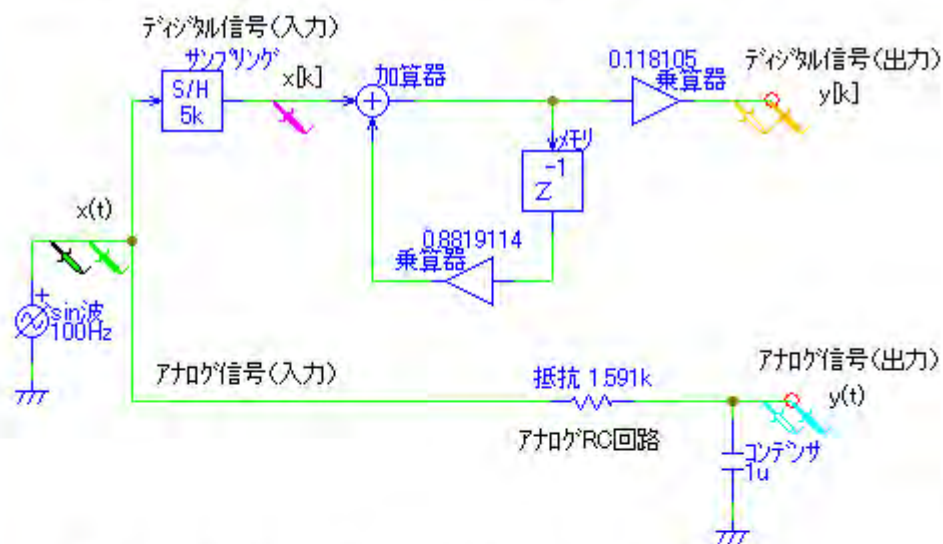 ディジタル信号(入力)
サンプリング
S/H
5k
x[k]
加算器
0.118105
乗算器
ディジタル信号(出力)
y[k]
メモリ
z-1
0.8819114
乗算器
x(t)
+
sin波
100Hz
アナログ信号(入力)
抵抗 1.591k
アナログRC回路
アナログ信号(出力)
y(t)
コンデンサ
1u